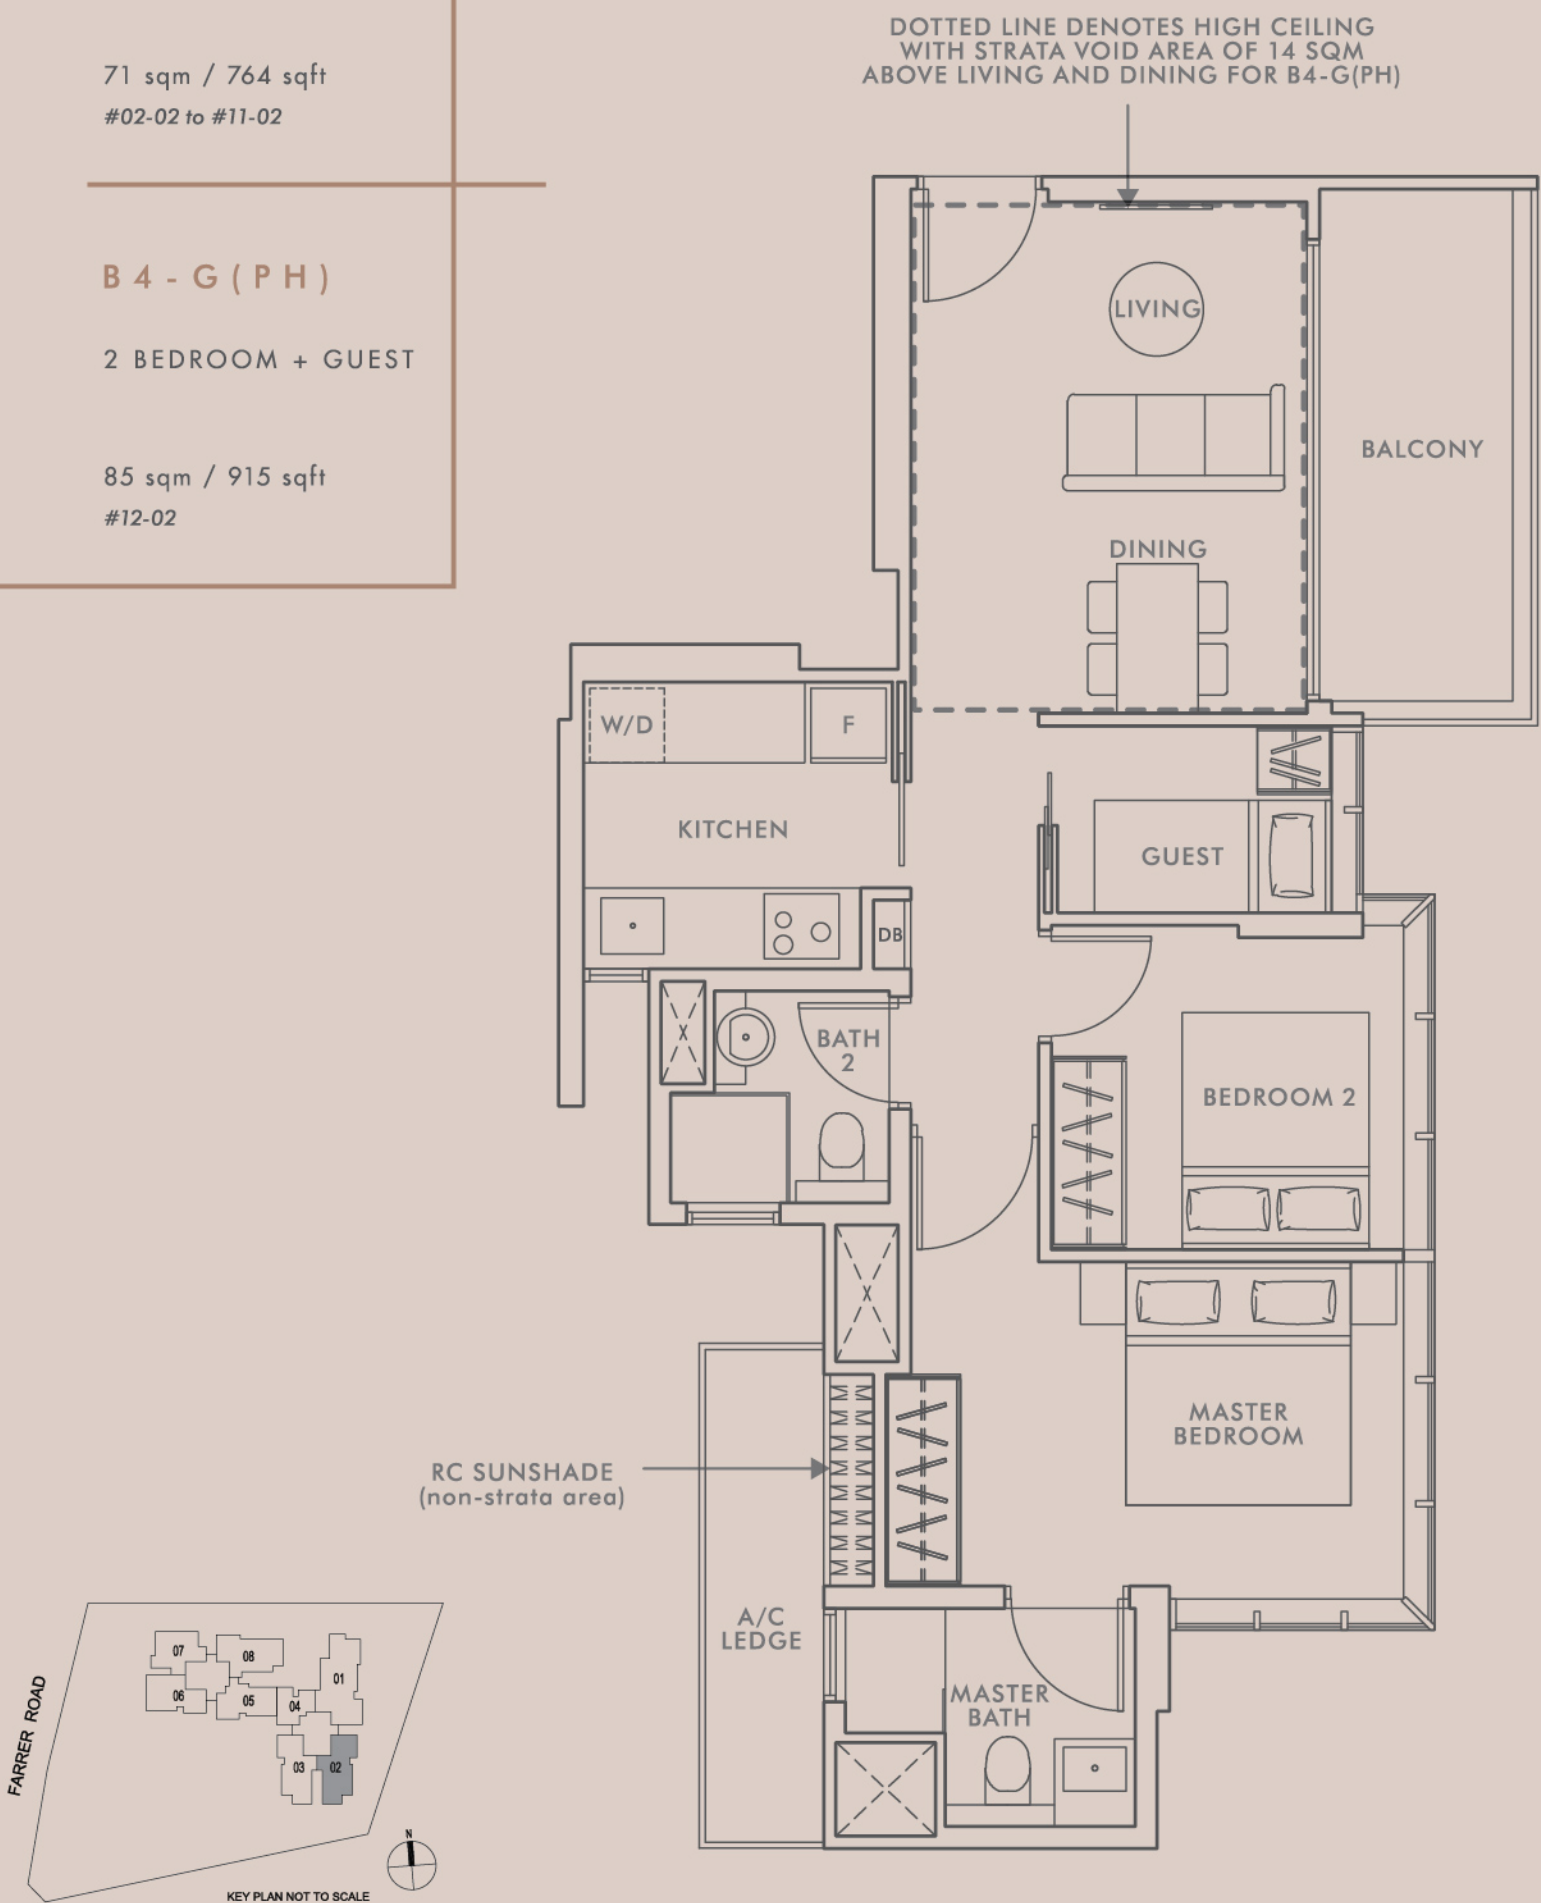 71 sqm / 764 sqft
#02-02 to #11-02
B4-G(PH)
2 BEDROOM + GUEST
85 sqm / 915 sqft
#12-02
DOTTED LINE DENOTES HIGH CEILING
WITH STRATA VOID AREA OF 14 SQM
ABOVE LIVING AND DINING FOR B4-G(PH)
LIVING
BALCONY
DINING
W/D
F
KITCHEN
GUEST
DB
BATH
2
BEDROOM 2
MASTER
BEDROOM
RC SUNSHADE
(non-strata area)
A/C
LEDGE
MASTER
BATH
FARRER ROAD
07
08
01
06
05
04
03
02
N
KEY PLAN NOT TO SCALE